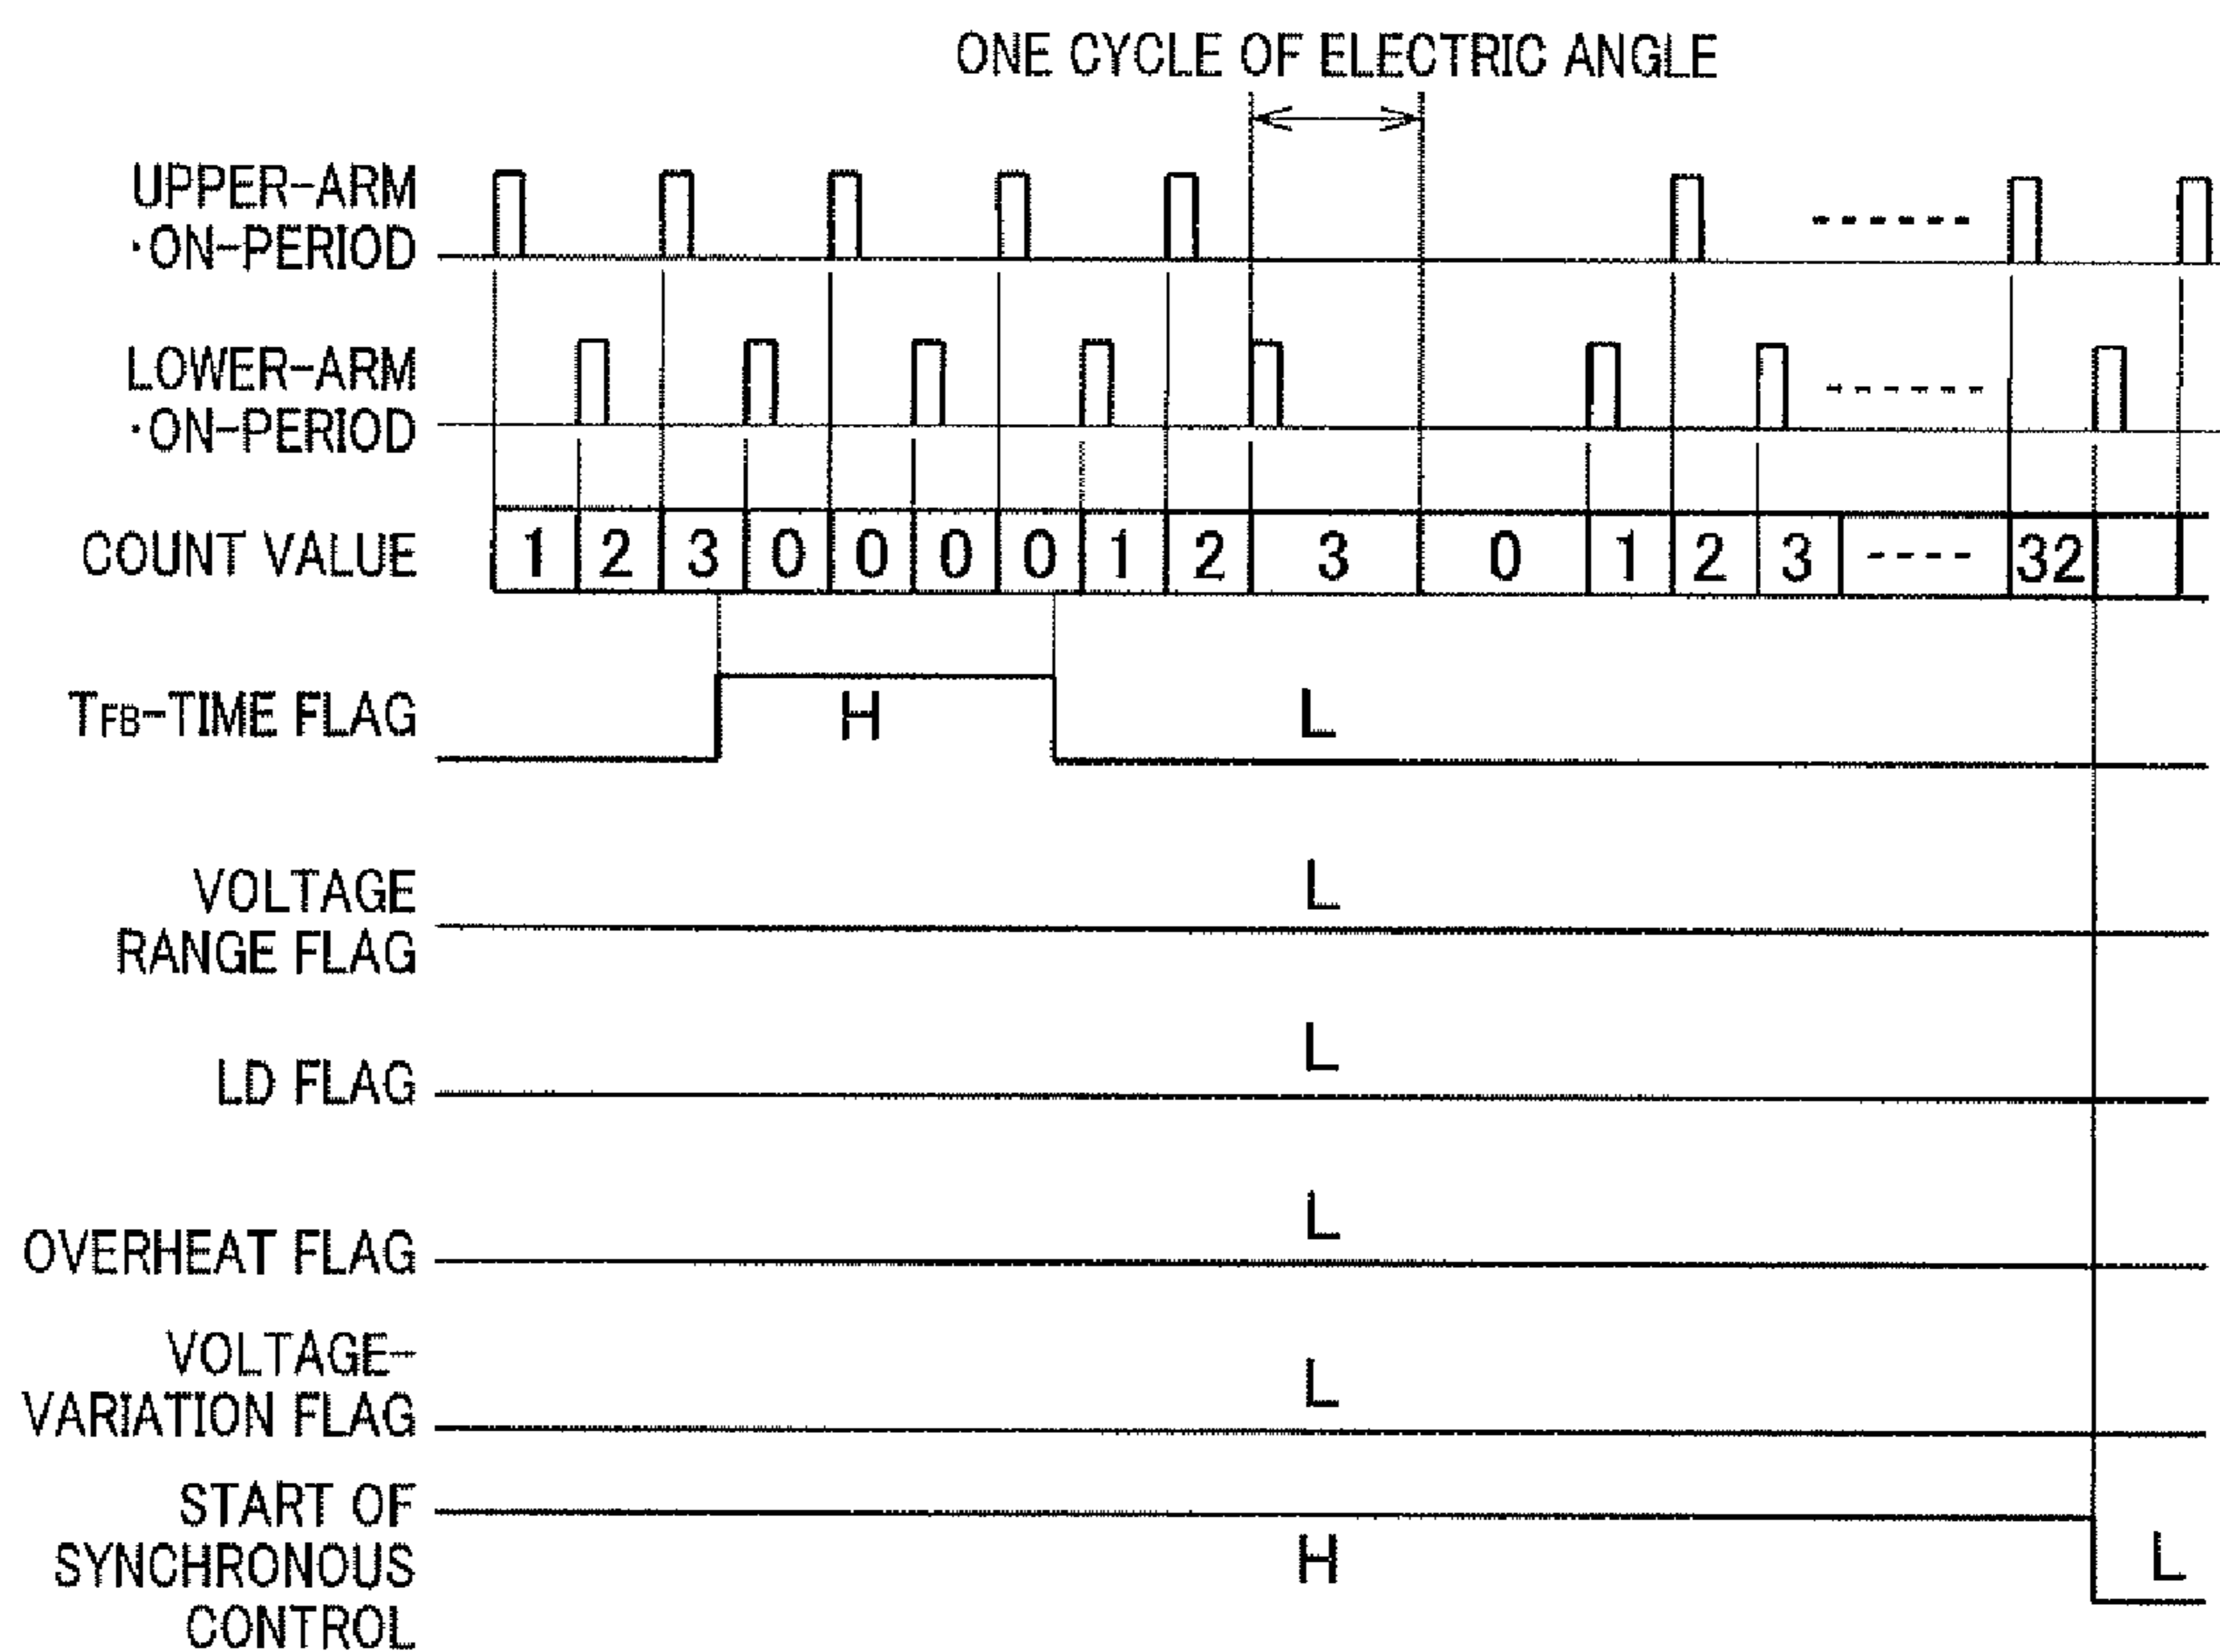 ONE CYCLE OF ELECTRIC ANGLE
UPPER-ARM
·ON-PERIOD
LOWER-ARM
·ON-PERIOD
COUNT VALUE 1 2 3 0 0 0 0 1 2 3 0 1 2 3 ---- 32
TFB-TIME FLAG H L
VOLTAGE
RANGE FLAG
L
LD FLAG L
OVERHEAT FLAG L
VOLTAGE-
VARIATION FLAG
L
START OF
SYNCHRONOUS
CONTROL
H L